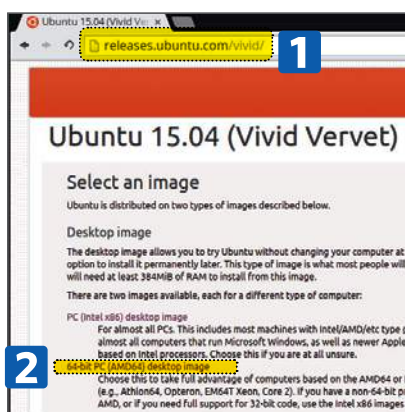 Ubuntu 15.04 (Vivid Ve
releases.ubuntu.com/vivid/
1
Ubuntu 15.04 (Vivid Vervet)
Select an image
Ubuntu is distributed on two types of images described below.
Desktop image
The desktop image allows you to try Ubuntu without changing your computer at
option to install it permanently later. This type of image is what most people will
will need at least 384MiB of RAM to install from this image.
There are two images available, each for a different type of computer:
PC (Intel x86) desktop image
For almost all PCs. This includes most machines with Intel/AMD/etc type
almost all computers that run Microsoft Windows, as well as newer Apple
based on Intel processors. Choose this if you are at all unsure.
2
64-bit PC (AMD64) desktop image
Choose this to take full advantage of computers based on the AMD64 or
(e.g., Athlon64, Opteron, EM64T Xeon, Core 2). If you have a non-64-bit
AMD, or if you need full support for 32-bit code, use the Intel x86 images